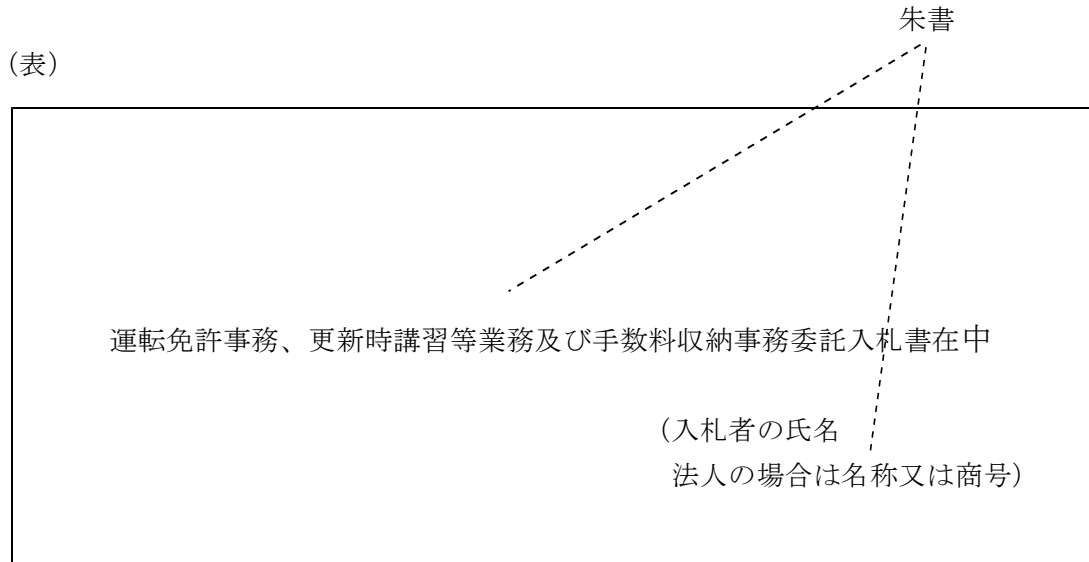 朱書
（表）
運転免許事務、更新時講習等業務及び手数料収納事務委託入札書在中
（入札者の氏名
法人の場合は名称又は商号）